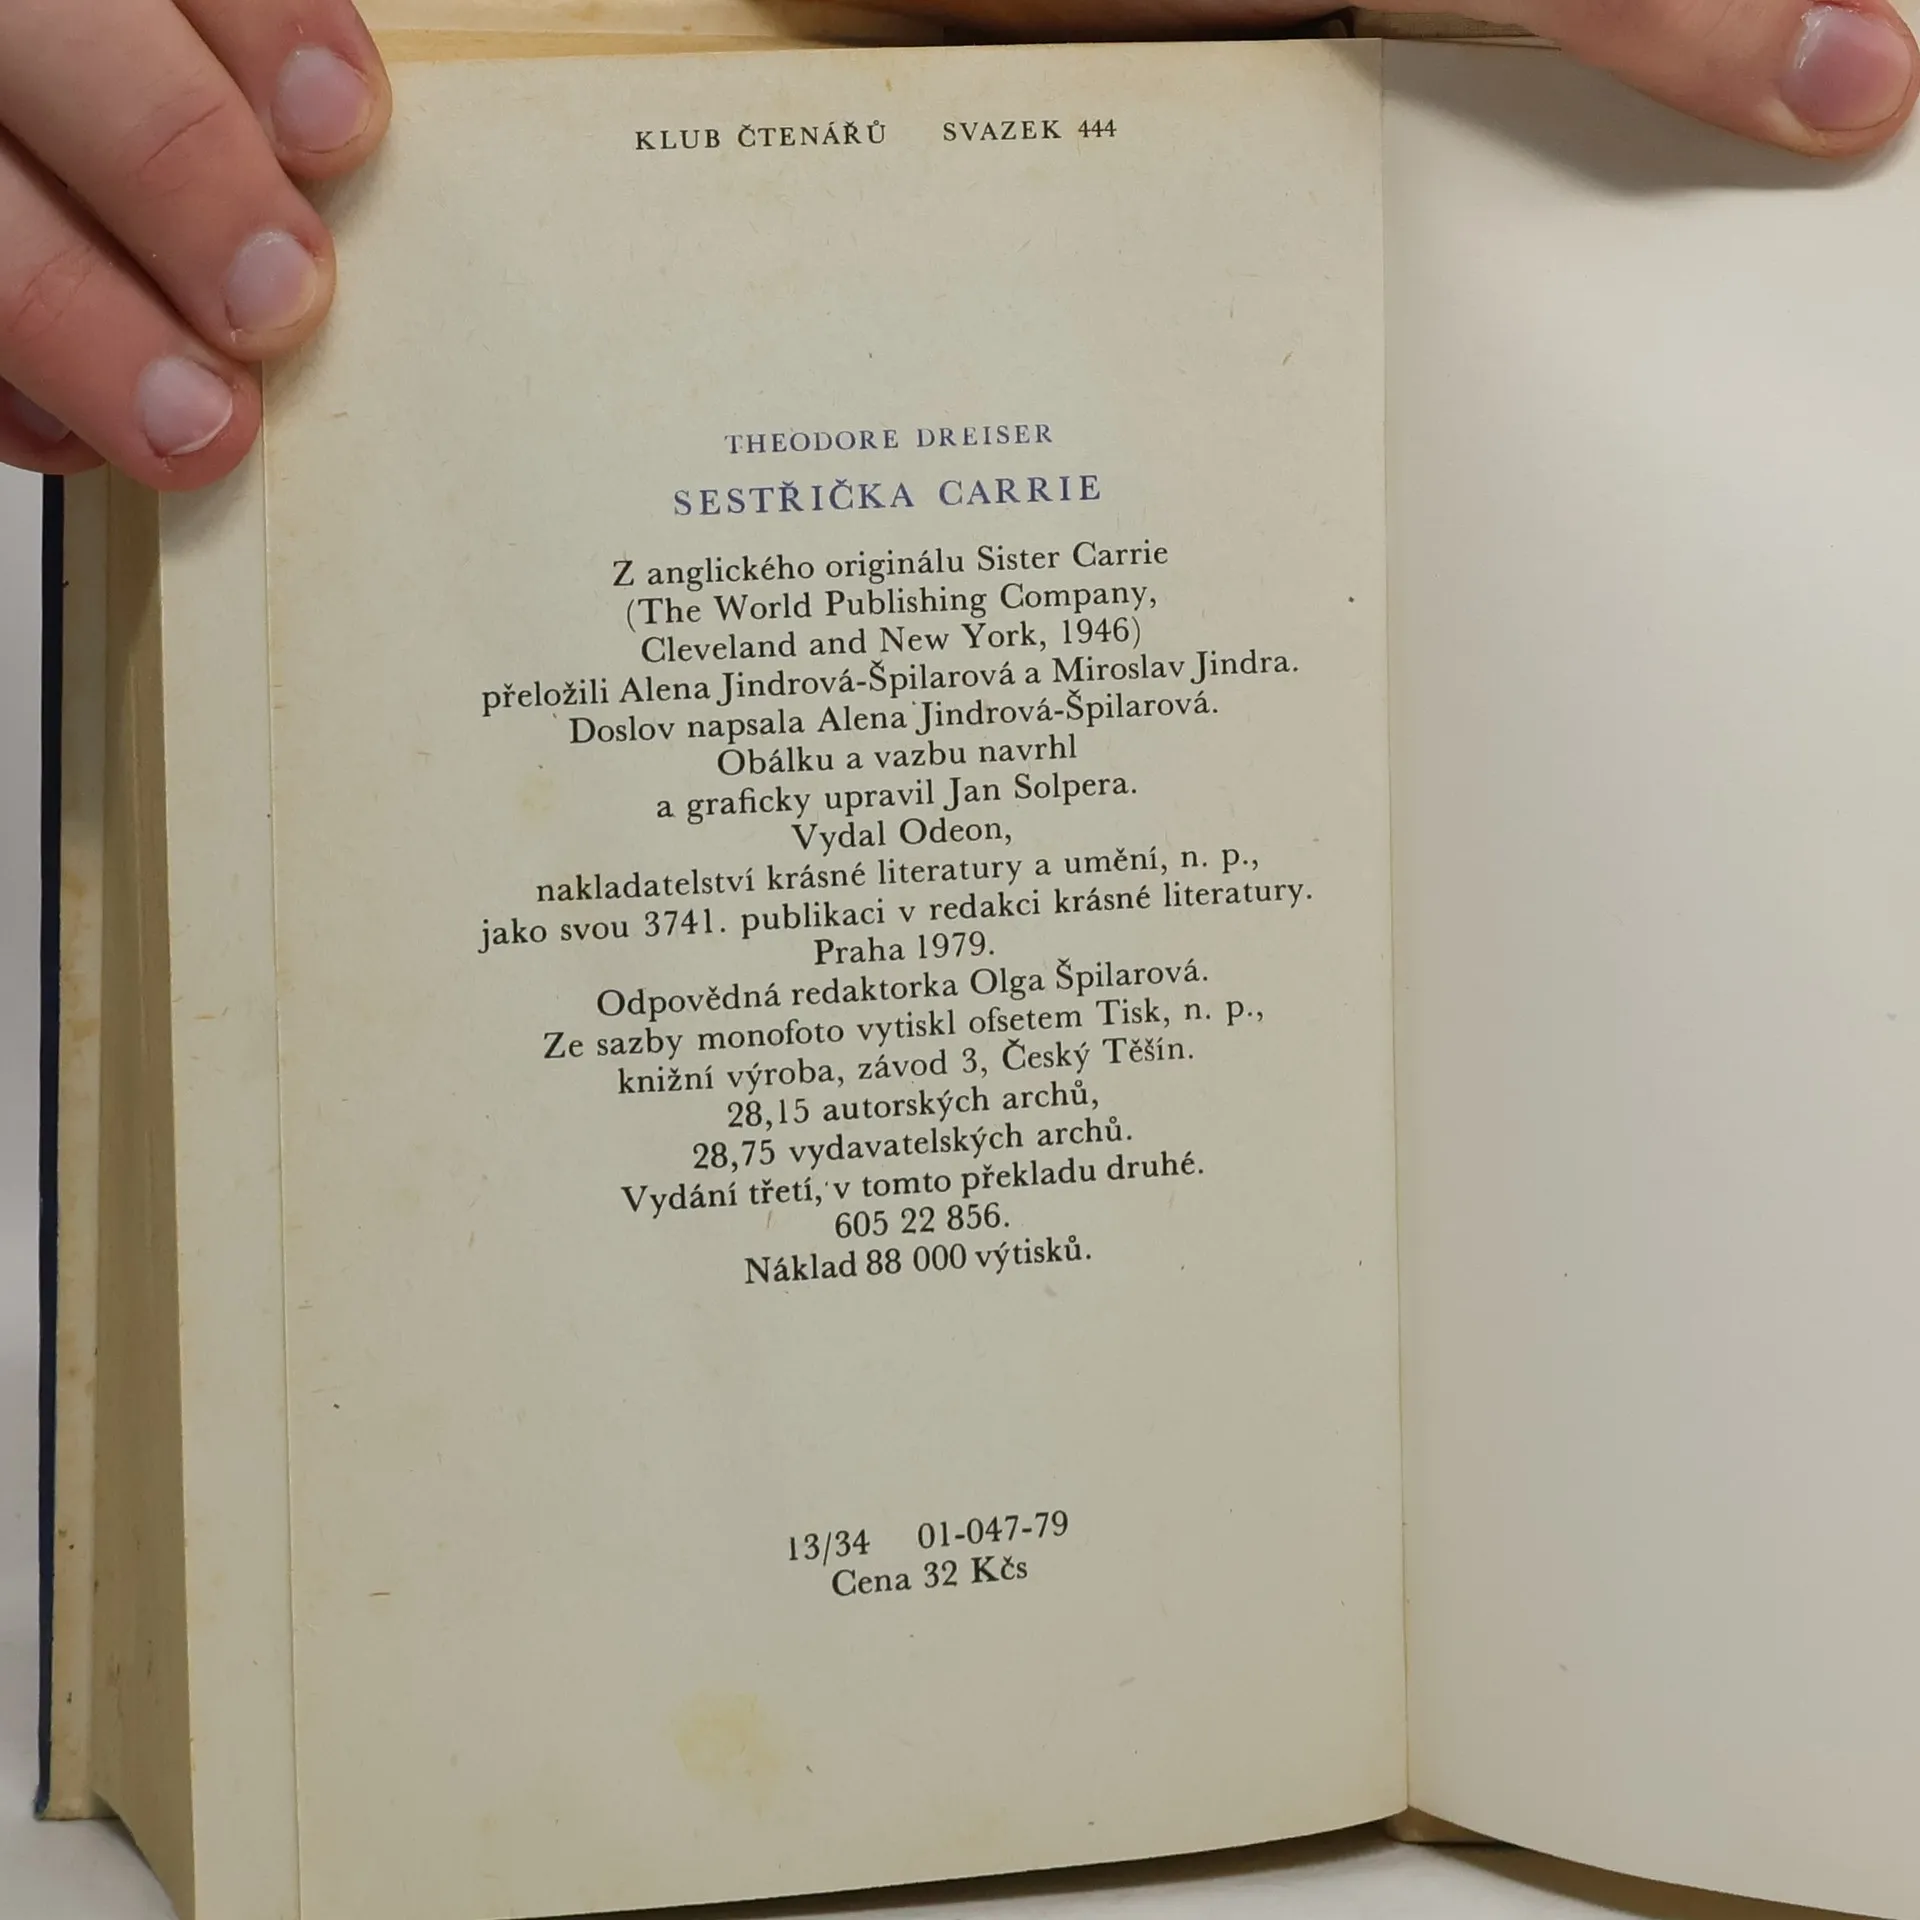 KLUB ČTENÁŘŮ SVAZEK 444
THEODORE DREISER
SESTŘIČKA CARRIE
Z anglického originálu Sister Carrie
(The World Publishing Company,
Cleveland and New York, 1946)
přeložili Alena Jindrová-Špilarová a Miroslav Jindra.
Doslov napsala Alena Jindrová-Špilarová.
Obálku a vazbu navrhl
a graficky upravil Jan Solpera.
Vydal Odeon,
nakladatelství krásné literatury a umění, n. p.,
jako svou 3741. publikaci v redakci krásné literatury.
Praha 1979.
Odpovědná redaktorka Olga Špilarová.
Ze sazby monofoto vytiskl ofsetem Tisk, n. p.,
knižní výroba, závod 3, Český Těšín.
28,15 autorských archů,
28,75 vydavatelských archů.
Vydání třetí, v tomto překladu druhé.
605 22 856.
Náklad 88 000 výtisků.
13/34 01-047-79
Cena 32 Kčs